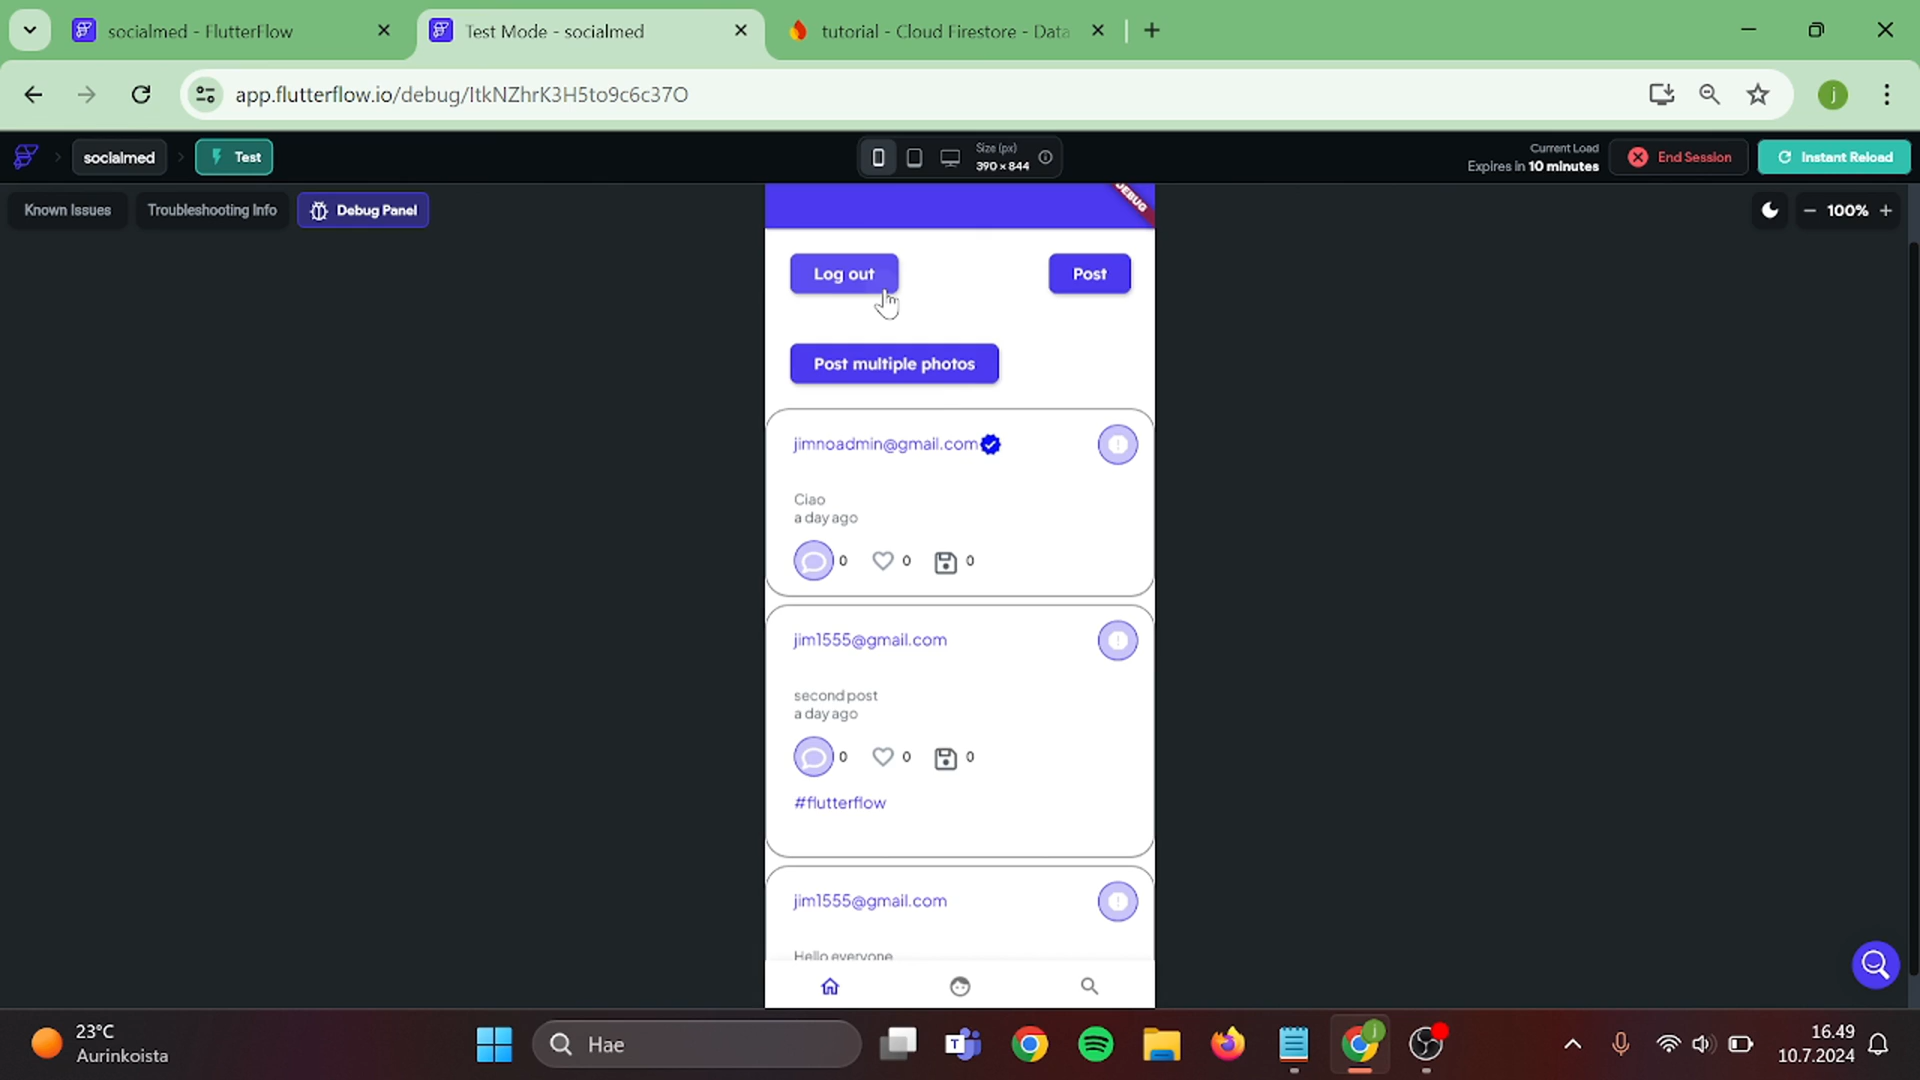 socialmed - FlutterFlow
Test Mode - socialmed
tutorial - Cloud Firestore - Data
app.flutterflow.io/debug/ItkNZhrK3H5to9c6c37O
j
socialmed
Test
Size (px)
390 × 844
Current Load
Expires in 10 minutes
End Session
Instant Reload
Known Issues
Troubleshooting Info
Debug Panel
100%
DEBUG
Log out
Post
Post multiple photos
jimnoadmin@gmail.com
Ciao
a day ago
0 0 0
jim1555@gmail.com
second post
a day ago
0 0 0
#flutterflow
jim1555@gmail.com
Hello everyone
23°C
Aurinkoista
Hae
T
j
16.49
10.7.2024